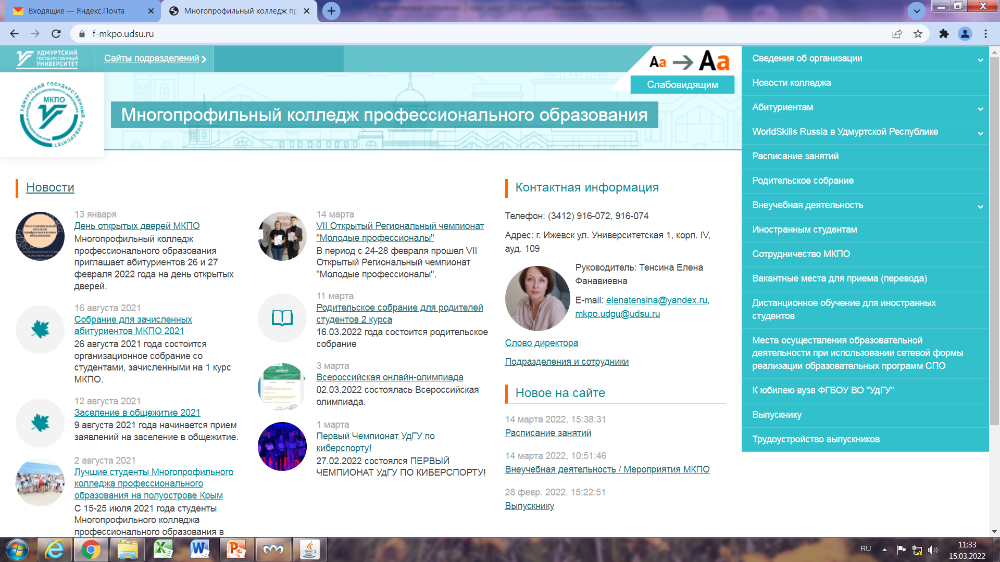 Входящие — Яндекс.Почта
Многопрофильный колледж пр
f-mkpo.udsu.ru
УДМУРТСКИЙ
ГОСУДАРСТВЕННЫЙ
УНИВЕРСИТЕТ
Сайты подразделений
Aa → Aa
Слабовидящим
УДМУРТСКИЙ ГОСУДАРСТВЕННЫЙ УНИВЕРСИТЕТ
МКПО
Многопрофильный колледж профессионального образования
Новости
13 января
День открытых дверей МКПО
Многопрофильный колледж
профессионального образования
приглашает абитуриентов 26 и 27
февраля 2022 года на день открытых
дверей.
16 августа 2021
Собрание для зачисленных
абитуриентов МКПО 2021
26 августа 2021 года состоится
организационное собрание со
студентами, зачисленными на 1 курс
МКПО.
12 августа 2021
Заселение в общежитие 2021
9 августа 2021 года начинается прием
заявлений на заселение в общежитие.
2 августа 2021
Лучшие студенты Многопрофильного
колледжа профессионального
образования на полуострове Крым
С 15-25 июля 2021 года студенты
Многопрофильного колледжа
профессионального образования в
14 марта
VII Открытый Региональный чемпионат
"Молодые профессионалы"
В период с 24-28 февраля прошел VII
Открытый Региональный чемпионат
"Молодые профессионалы".
11 марта
Родительское собрание для родителей
студентов 2 курса
16.03.2022 года состоится родительское
собрание
3 марта
Всероссийская онлайн-олимпиада
02.03.2022 состоялась Всероссийская
олимпиада.
1 марта
Первый Чемпионат УдГУ по
киберспорту!
27.02.2022 состоялся ПЕРВЫЙ
ЧЕМПИОНАТ УдГУ ПО КИБЕРСПОРТУ!
Контактная информация
Телефон: (3412) 916-072, 916-074
Адрес: г. Ижевск ул. Университетская 1, корп. IV,
ауд. 109
Руководитель: Тенсина Елена
Фанавиевна
E-mail: elenatensina@yandex.ru,
mkpo.udgu@udsu.ru
Слово директора
Подразделения и сотрудники
Новое на сайте
14 марта 2022, 15:38:31
Расписание занятий
14 марта 2022, 10:51:46
Внеучебная деятельность / Мероприятия МКПО
28 февр. 2022, 15:22:51
Выпускнику
Сведения об организации
Новости колледжа
Абитуриентам
WorldSkills Russia в Удмуртской Республике
Расписание занятий
Родительское собрание
Внеучебная деятельность
Иностранным студентам
Сотрудничество МКПО
Вакантные места для приема (перевода)
Дистанционное обучение для иностранных
студентов
Места осуществления образовательной
деятельности при использовании сетевой формы
реализации образовательных программ СПО
К юбилею вуза ФГБОУ ВО "УдГУ"
Выпускнику
Трудоустройство выпускников
RU
11:33
15.03.2022